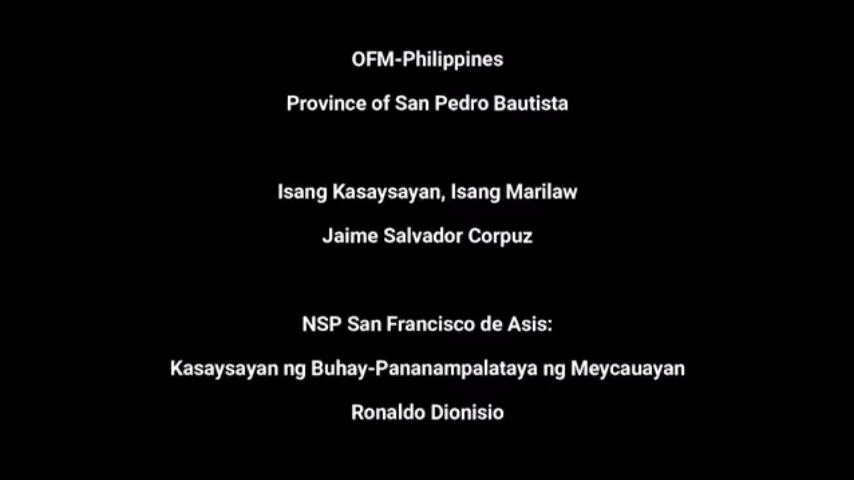 OFM-Philippines
Province of San Pedro Bautista
Isang Kasaysayan, Isang Marilaw
Jaime Salvador Corpuz
NSP San Francisco de Asis:
Kasaysayan ng Buhay-Pananampalataya ng Meycauayan
Ronaldo Dionisio